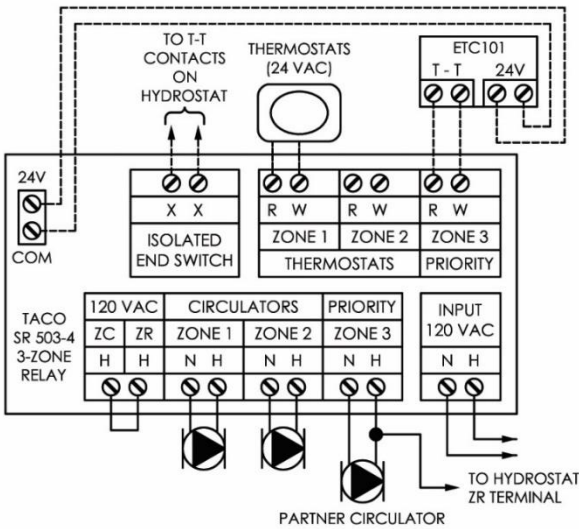 TO T-T
CONTACTS
ON
HYDROSTAT
THERMOSTATS
(24 VAC)
ETC101
T - T 24V
24V
COM
X X
ISOLATED
END SWITCH
R W R W R W
ZONE 1 ZONE 2 ZONE 3
THERMOSTATS PRIORITY
TACO
SR 503-4
3-ZONE
RELAY
120 VAC CIRCULATORS PRIORITY
ZC ZR ZONE 1 ZONE 2 ZONE 3
H H N H N H N H
INPUT
120 VAC
N H
TO HYDROSTAT
ZR TERMINAL
PARTNER CIRCULATOR